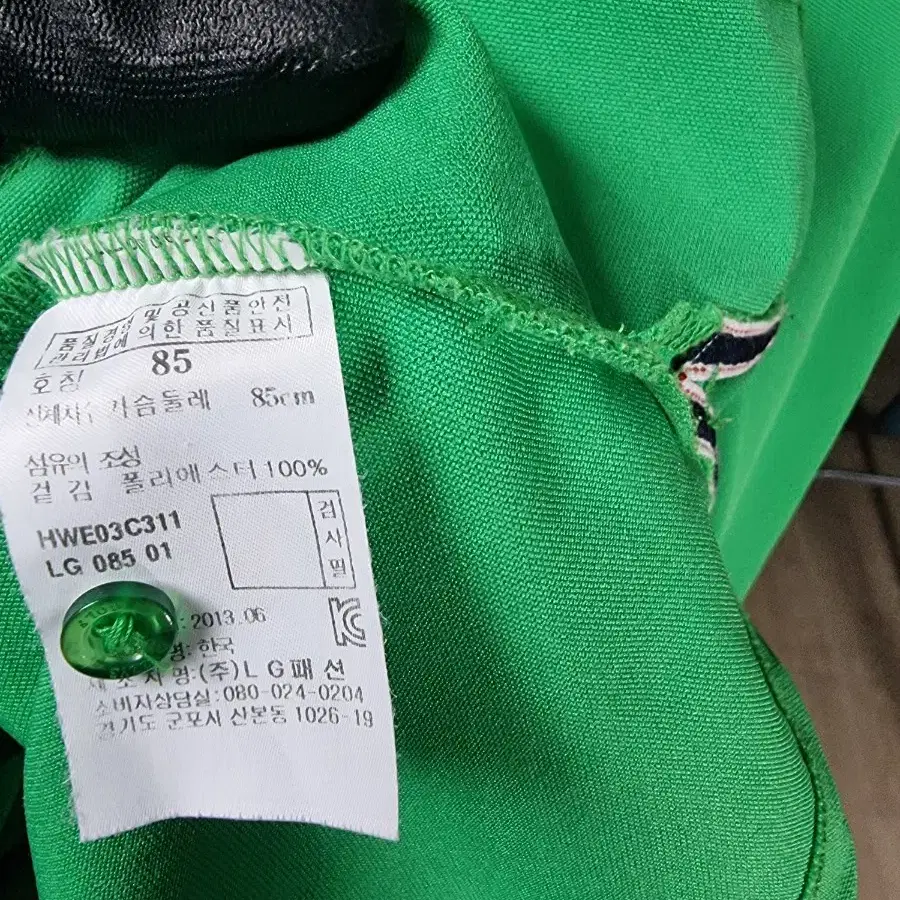 품질경영 및 공산품안전
관리법에 의한 품질표시
호칭 85
신체치수 가슴둘레 85cm
섬유의 조성
겉 감 폴리에스터 100%
HWE03C311
LG 085 01
검사필
: 2013.06
명: 한국
제조자명:(주)LG패션
소비자상담실:080-024-0204
경기도 군포시 산본동 1026-19